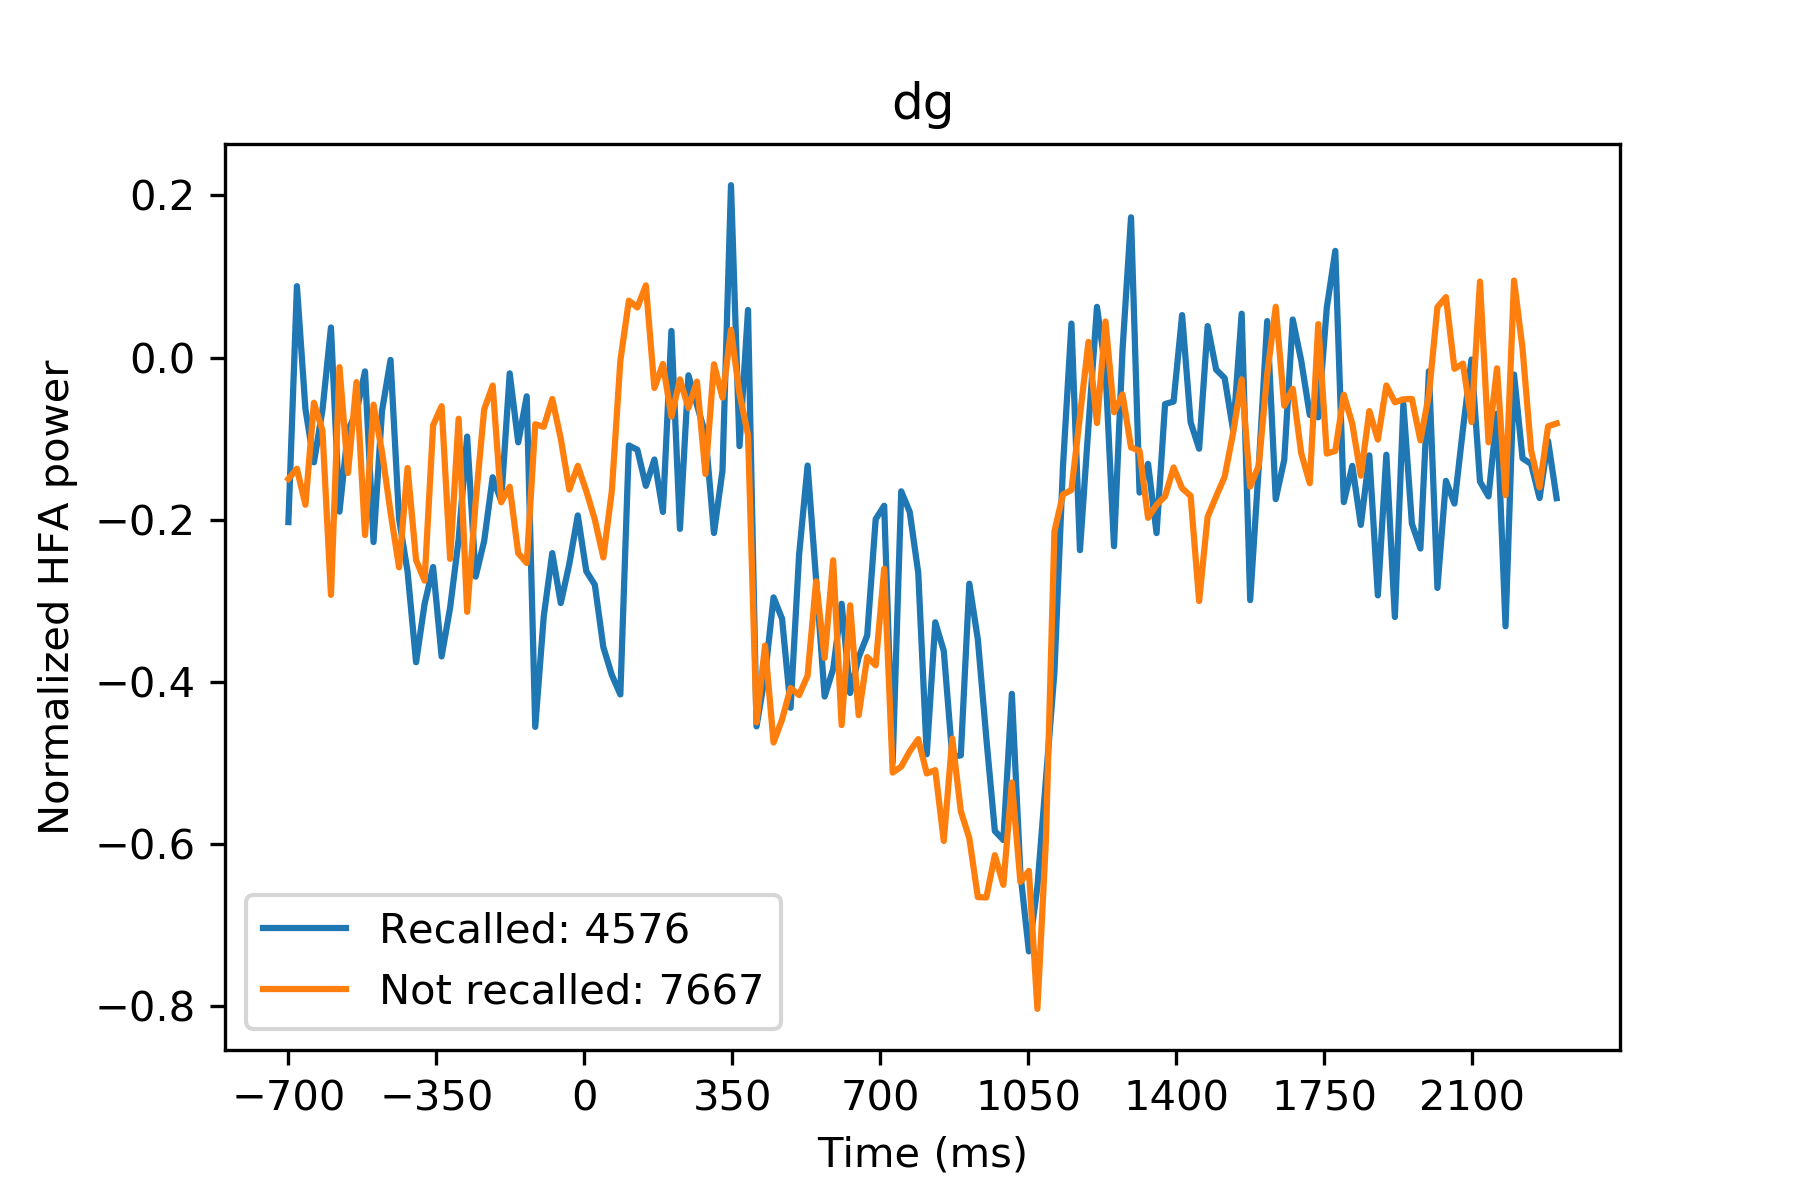 dg
0.2
0.0
−0.2
−0.4
−0.6
−0.8
Normalized HFA power
Recalled: 4576
Not recalled: 7667
−700 −350 0 350 700 1050 1400 1750 2100
Time (ms)